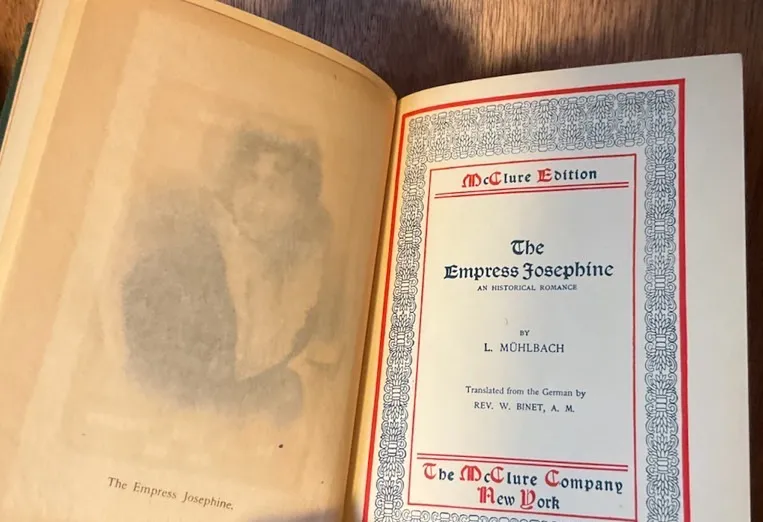 The Empress Josephine.
McClure Edition
The
Empress Josephine
AN HISTORICAL ROMANCE
BY
L. MÜHLBACH
Translated from the German by
REV. W. BINET, A. M.
The McClure Company
New York